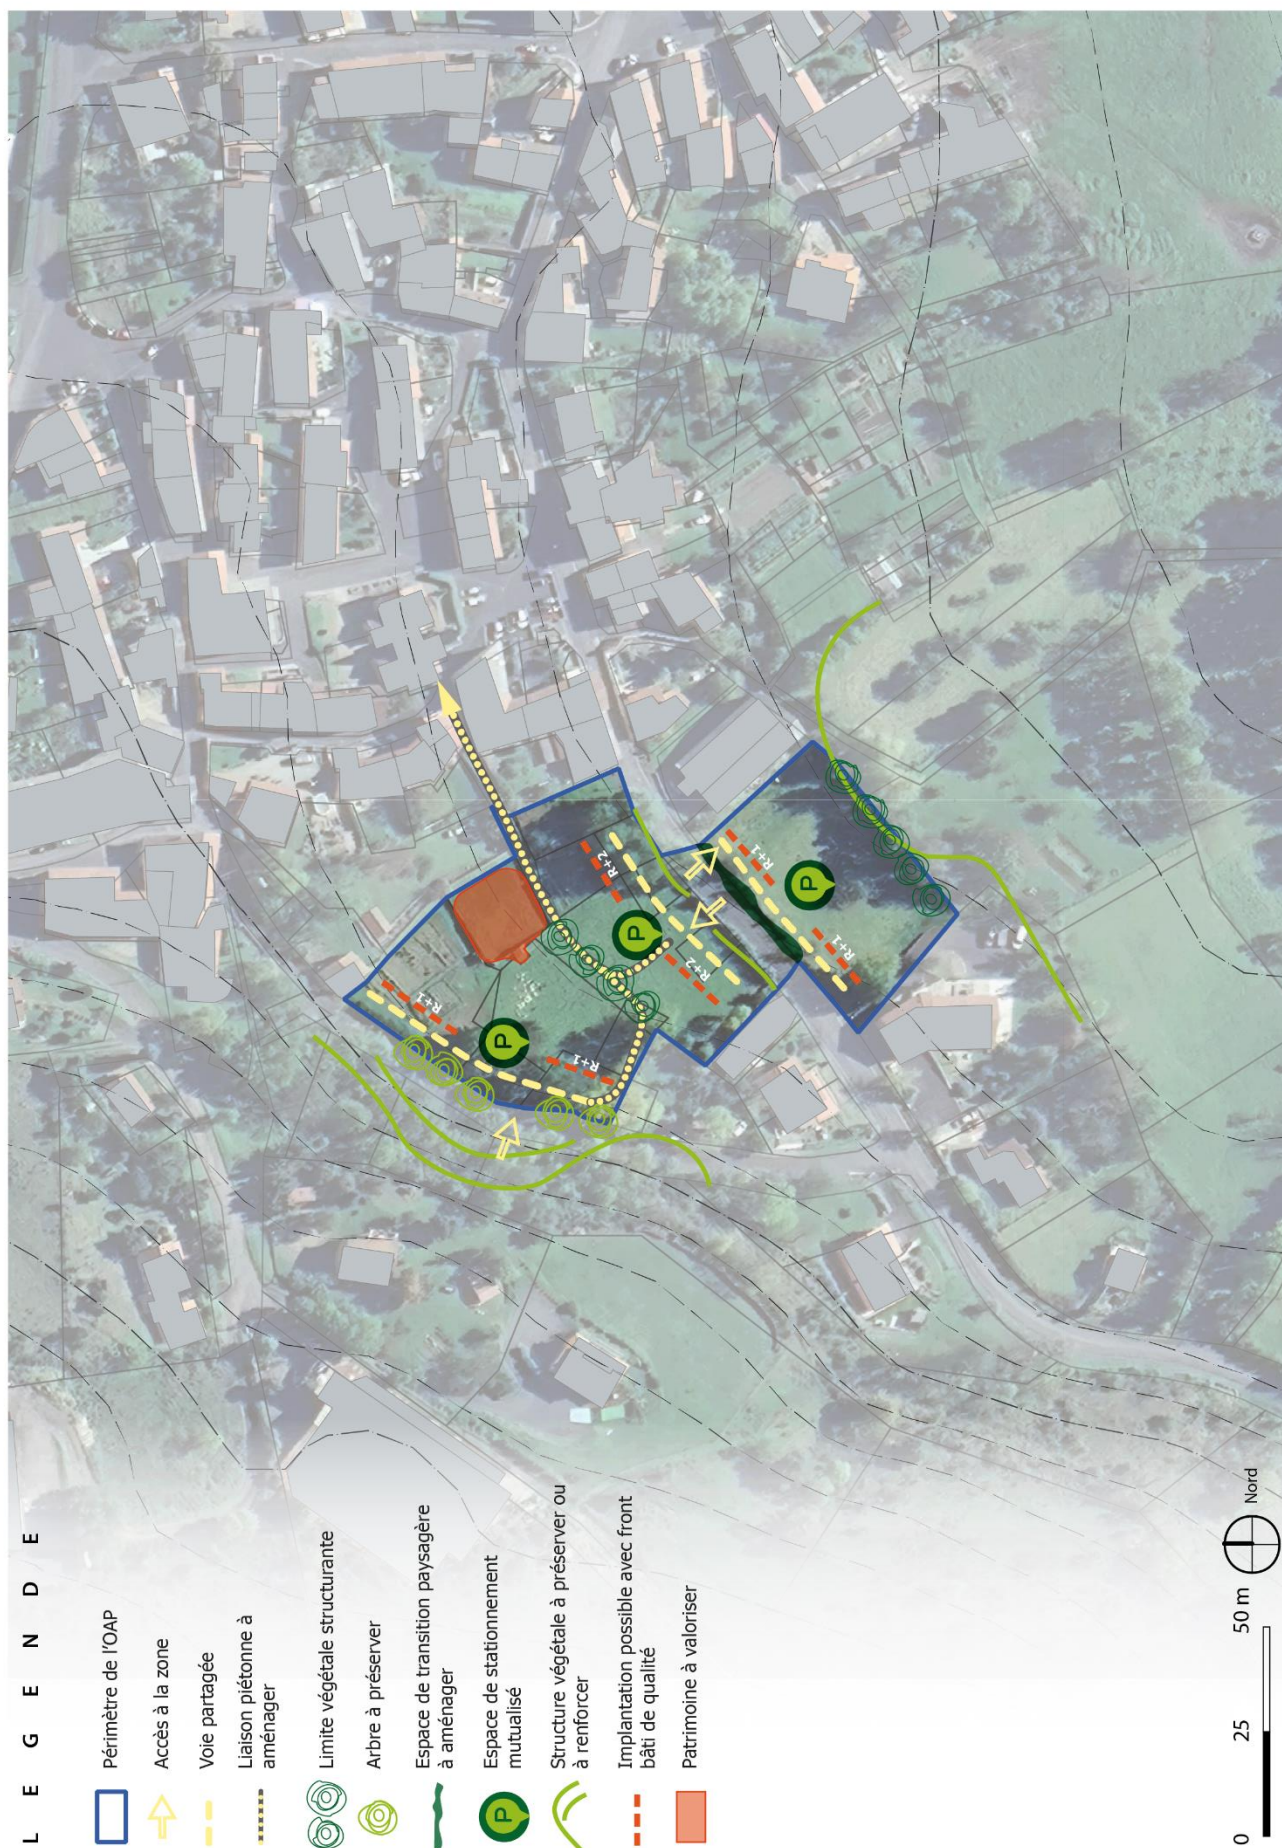 L E G E N D E
Périmètre de l'OAP
Accès à la zone
Voie partagée
Liaison piétonne à
aménager
Limite végétale structurante
Arbre à préserver
Espace de transition paysagère
à aménager
Espace de stationnement
mutualisé
Structure végétale à préserver ou
à renforcer
Implantation possible avec front
bâti de qualité
Patrimoine à valoriser
P
0
25
50 m
Nord
R+1
R+1
P
R+2
R+2
P
R+1
R+1
P